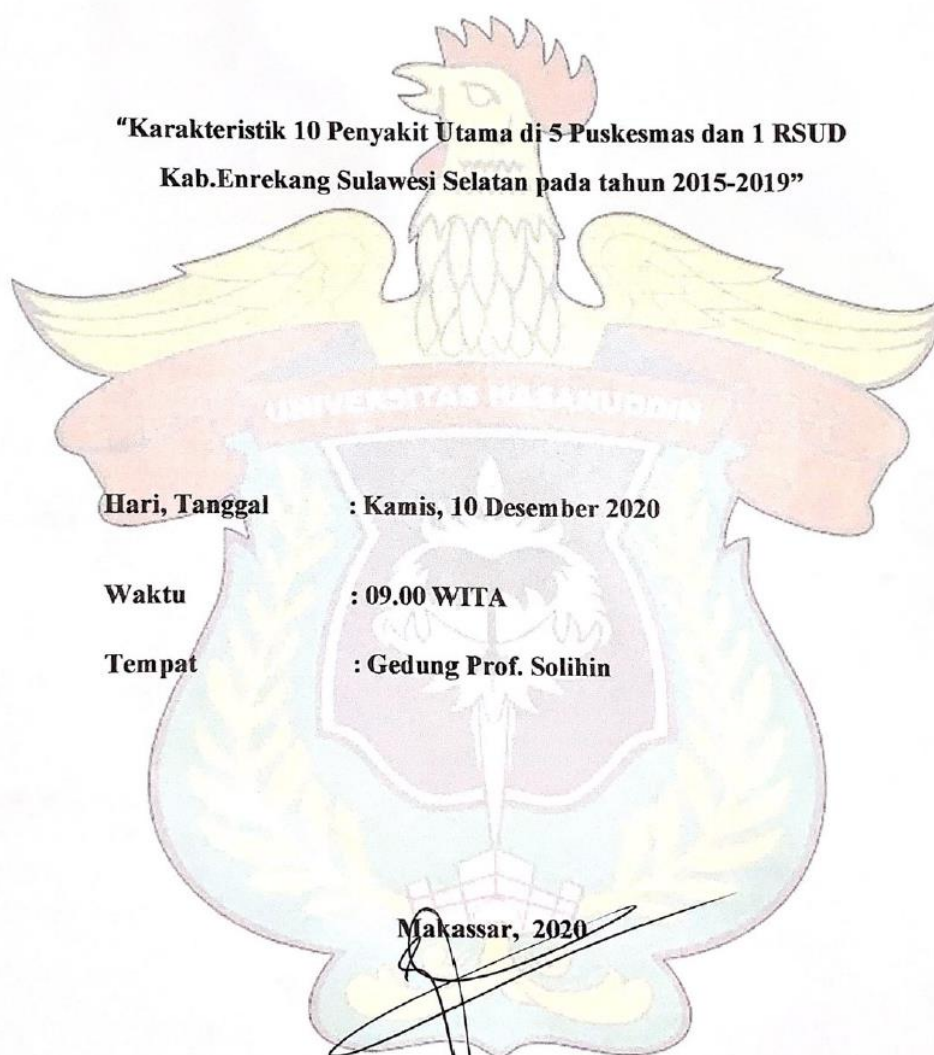 “Karakteristik 10 Penyakit Utama di 5 Puskesmas dan 1 RSUD
Kab.Enrekang Sulawesi Selatan pada tahun 2015-2019”
UNIVERSITAS HASANUDDIN
Hari, Tanggal : Kamis, 10 Desember 2020
Waktu : 09.00 WITA
Tempat : Gedung Prof. Solihin
Makassar, 2020